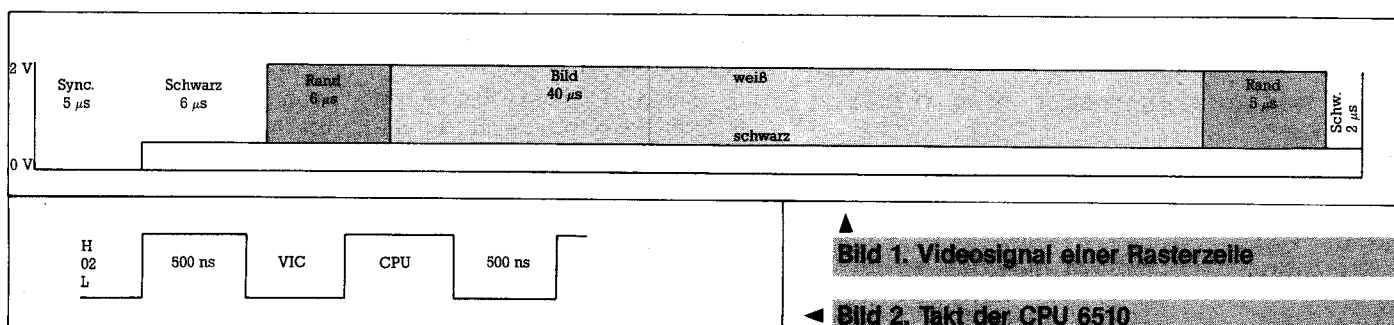 2 V
Sync.
5 µs
Schwarz
6 µs
Rand
6 µs
Bild
40 µs
weiß
schwarz
Rand
5 µs
Schw.
2 µs
0 V
H
02
L
500 ns
VIC
CPU
500 ns
Bild 1. Videosignal einer Rasterzeile
Bild 2. Takt der CPU 6510